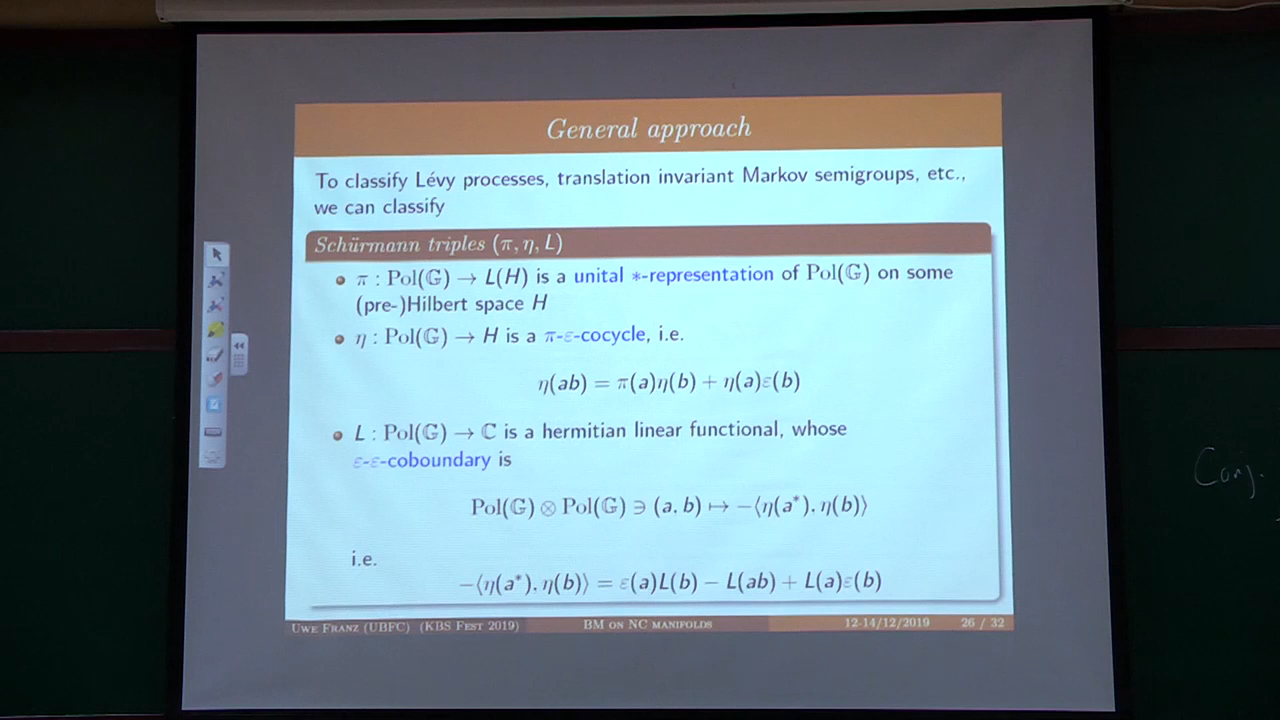 General approach
To classify Lévy processes, translation invariant Markov semigroups, etc.,
we can classify
Schürmann triples (π, η, L)
π : Pol(𝔾) → L(H) is a unital *-representation of Pol(𝔾) on some
(pre-)Hilbert space H
η : Pol(𝔾) → H is a π-ε-cocycle, i.e.
η(ab) = π(a)η(b) + η(a)ε(b)
L : Pol(𝔾) → ℂ is a hermitian linear functional, whose
ε-ε-coboundary is
Pol(𝔾) ⊗ Pol(𝔾) ∋ (a, b) ↦ −⟨η(a*), η(b)⟩
i.e.
−⟨η(a*), η(b)⟩ = ε(a)L(b) − L(ab) + L(a)ε(b)
Uwe Franz (UBFC) (KBS Fest 2019) BM on NC manifolds 12-14/12/2019 26 / 32
Conj.